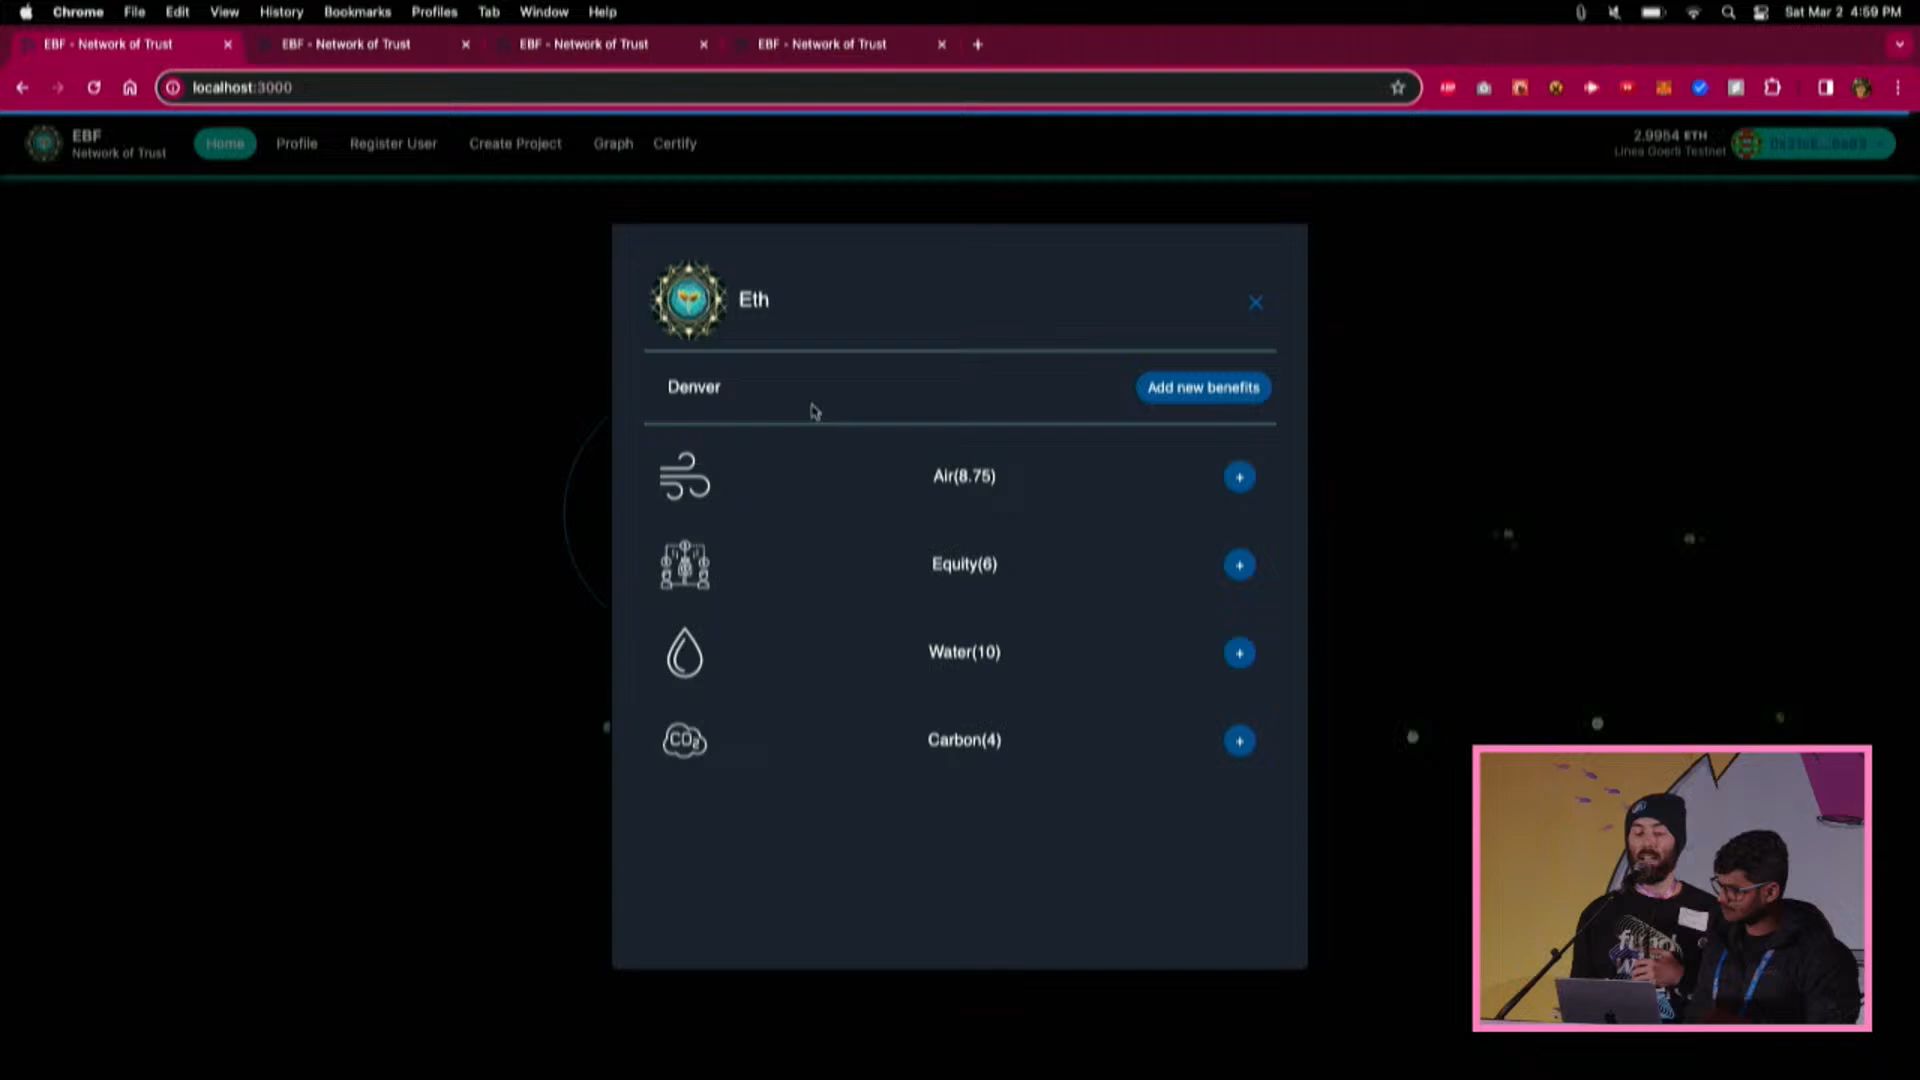 Chrome File Edit View History Bookmarks Profiles Tab Window Help Sat Mar 2 4:59 PM
EBF - Network of Trust EBF - Network of Trust EBF - Network of Trust EBF - Network of Trust
localhost:3000
EBF
Network of Trust
Home Profile Register User Create Project Graph Certify
2.9954 ETH
Linea Goerli Testnet
Eth
Denver
Add new benefits
Air(8.75)
Equity(6)
Water(10)
CO2
Carbon(4)